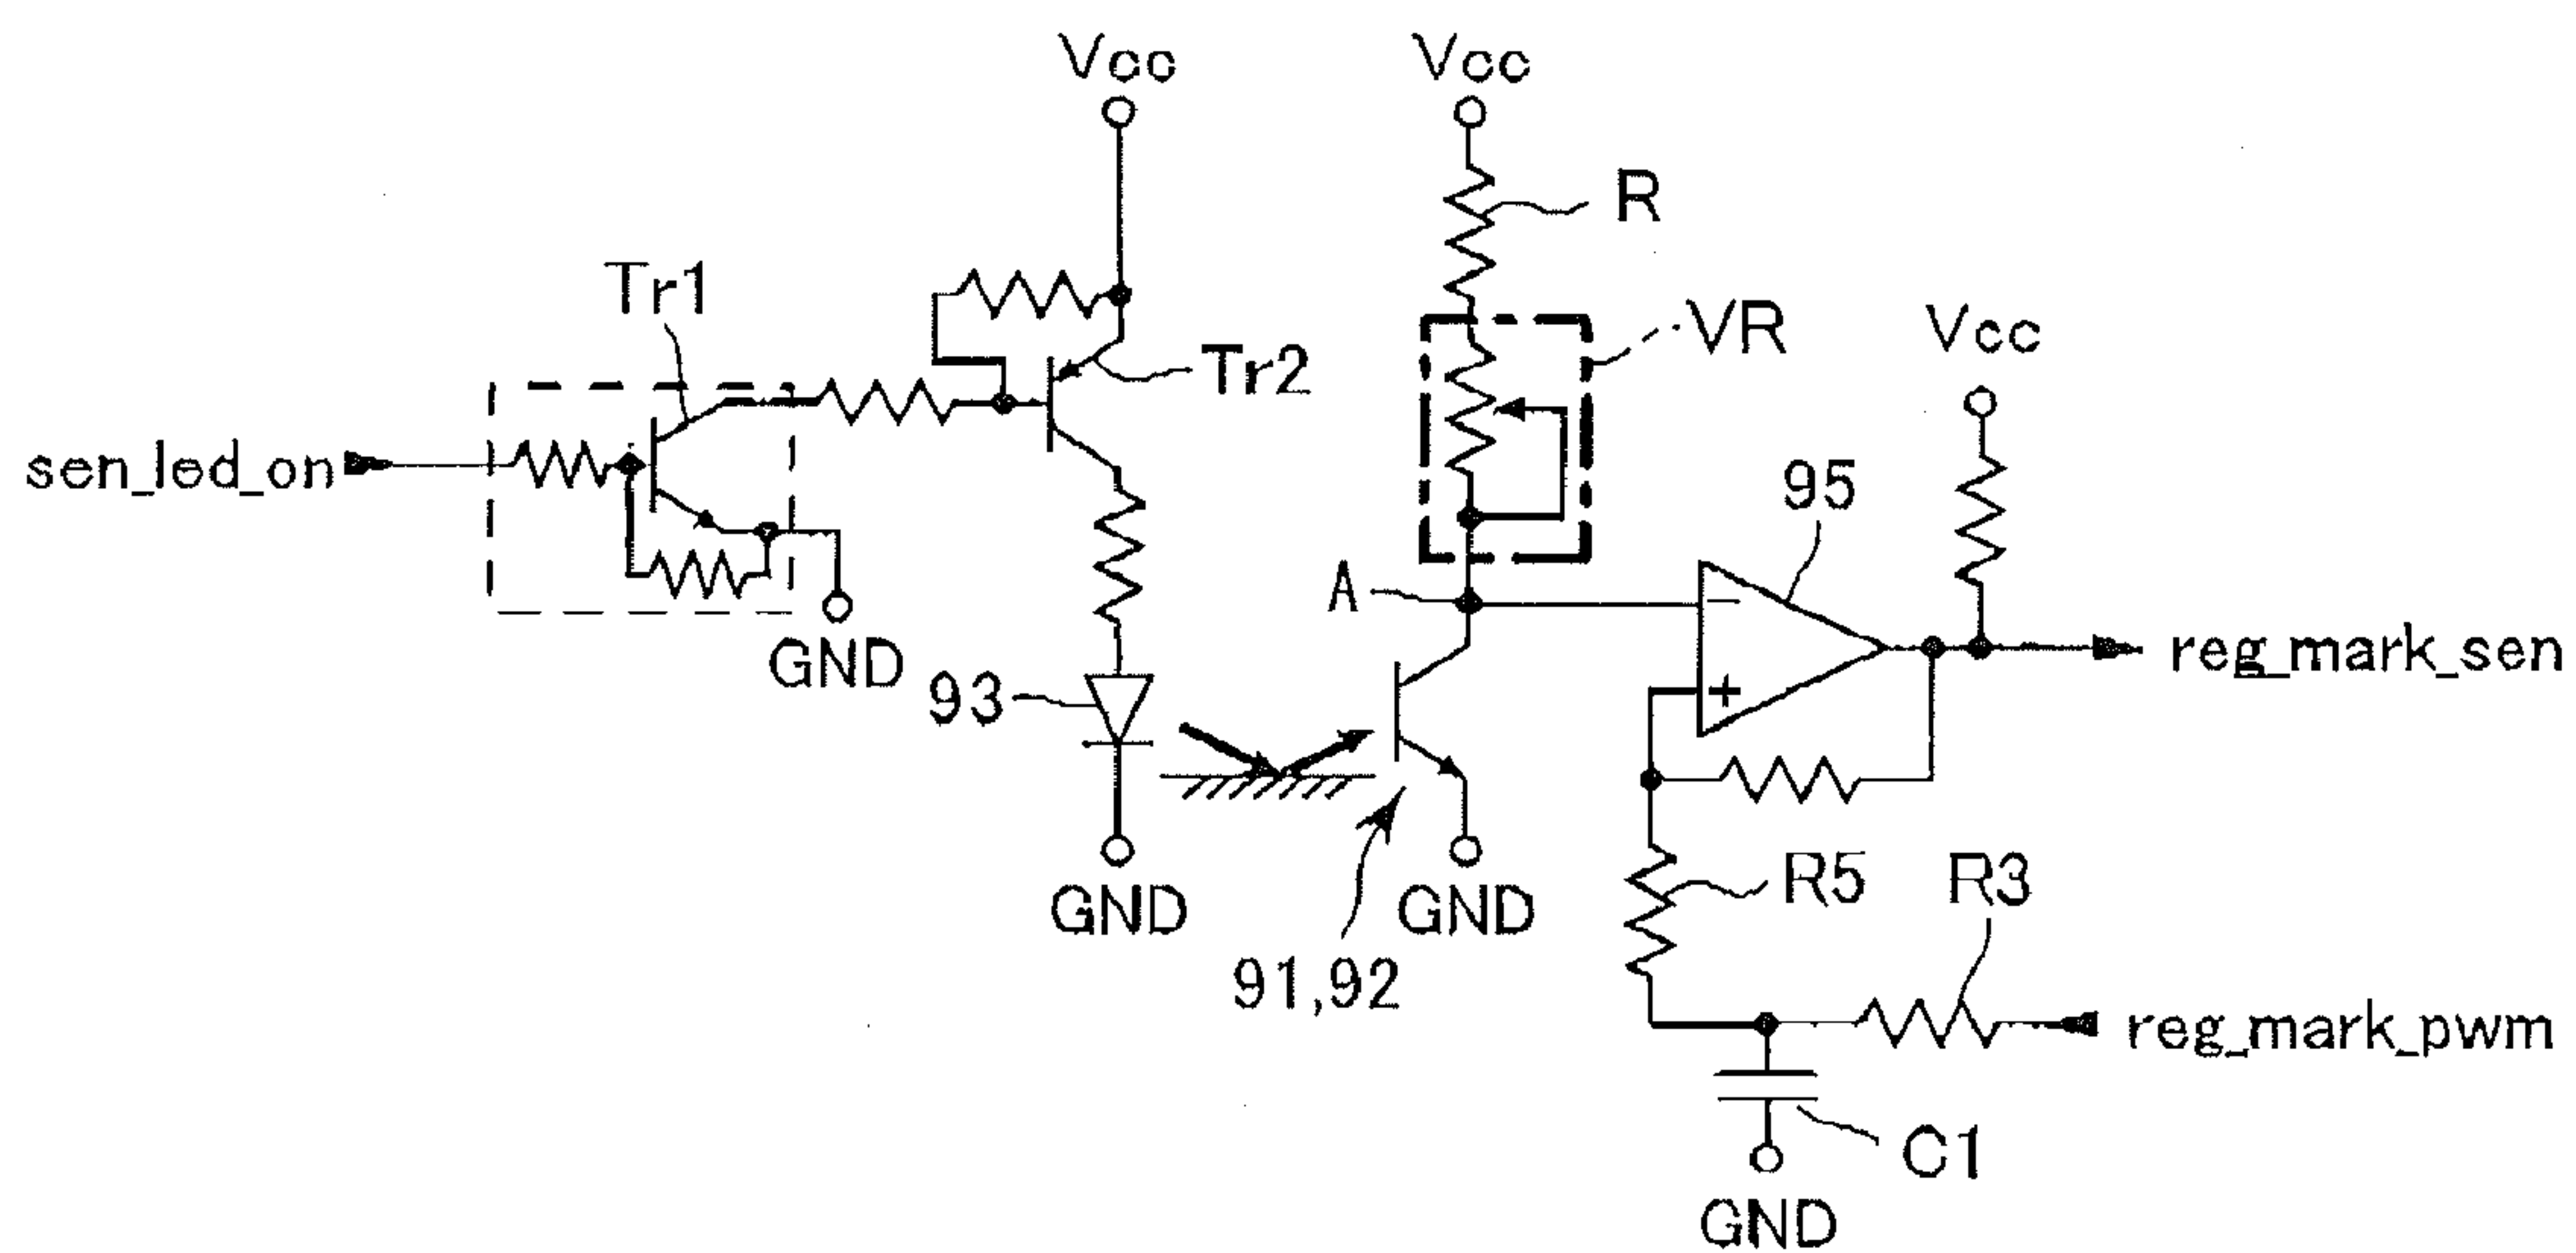 Vcc
Vcc
R
Tr1
VR
Vcc
Tr2
sen_led_on
95
A
−
GND
reg_mark_sen
93
+
R5
R3
GND
GND
91,92
reg_mark_pwm
C1
GND